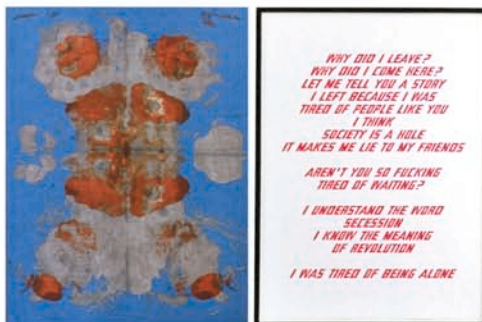 WHY DID I LEAVE?
WHY DID I COME HERE?
LET ME TELL YOU A STORY
I LEFT BECAUSE I WAS
TIRED OF PEOPLE LIKE YOU
I THINK
SOCIETY IS A HOLE
IT MAKES ME LIE TO MY FRIENDS
AREN'T YOU SO FUCKING
TIRED OF WAITING?
I UNDERSTAND THE WORD
SECESSION
I KNOW THE MEANING
OF REVOLUTION
I WAS TIRED OF BEING ALONE